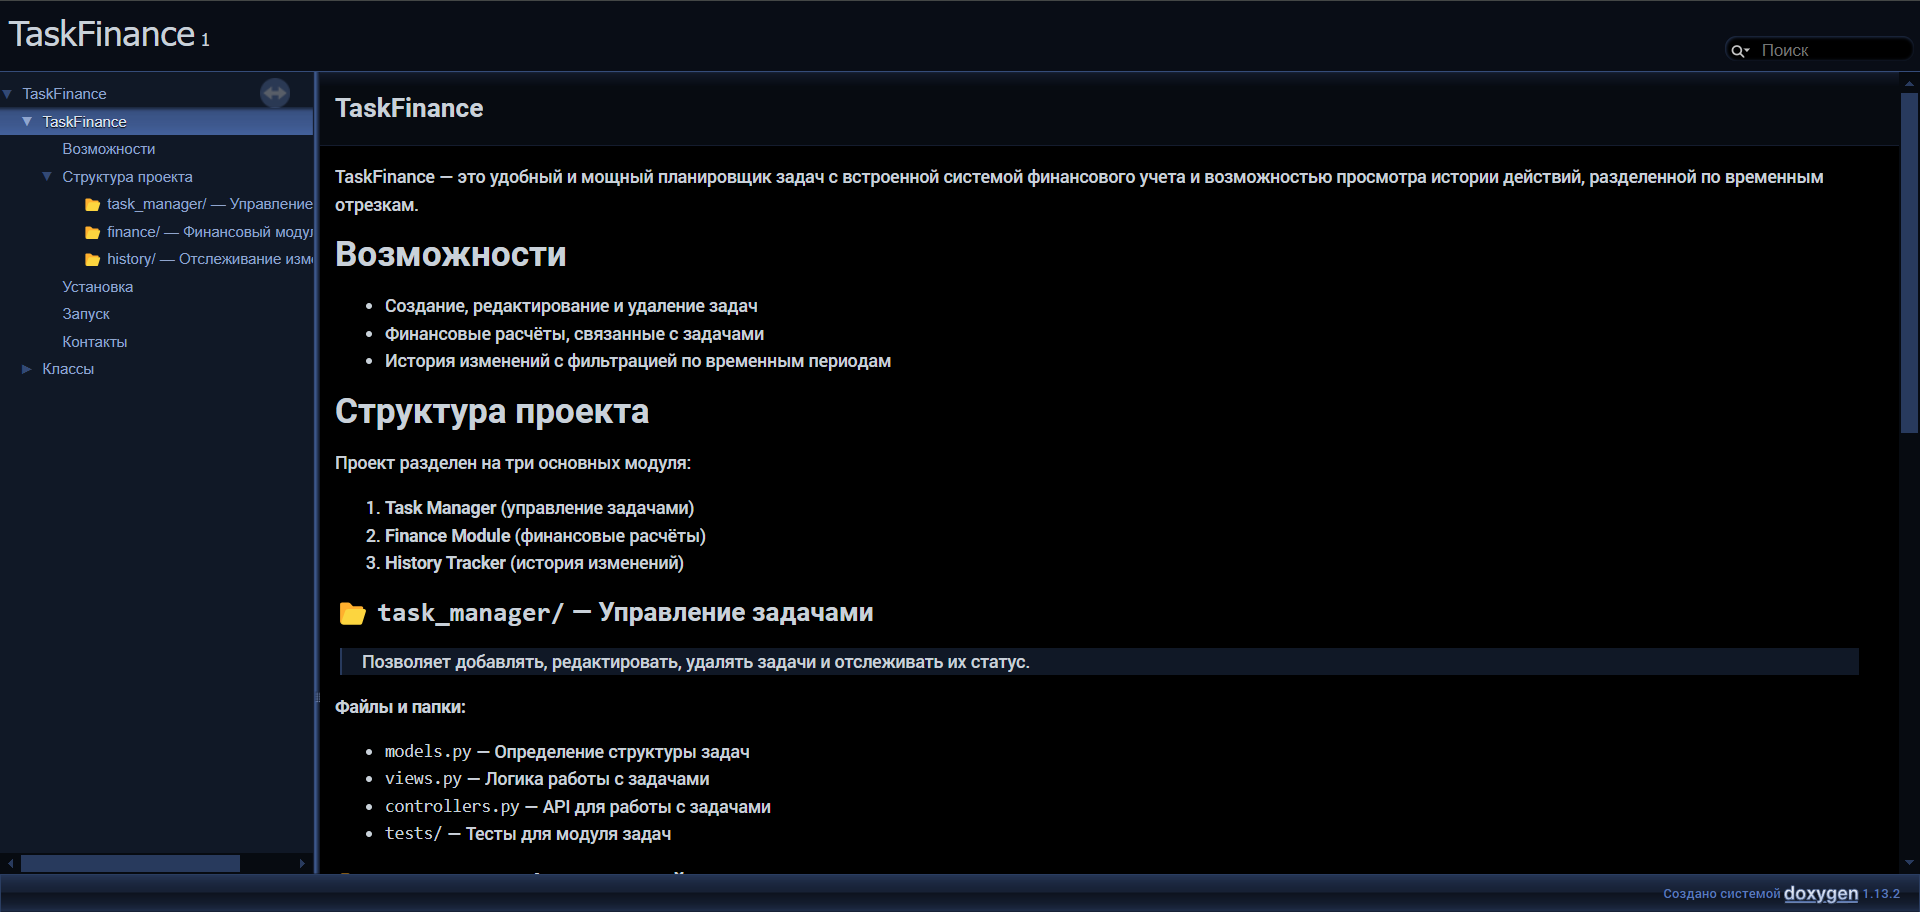 TaskFinance 1
Поиск
TaskFinance
TaskFinance
Возможности
Структура проекта
task_manager/ — Управление
finance/ — Финансовый
history/ — Отслеживание
Установка
Запуск
Контакты
Классы
TaskFinance
TaskFinance — это удобный и мощный планировщик задач с встроенной системой финансового учета и возможностью просмотра истории действий, разделенной по временным
отрезкам.
Возможности
• Создание, редактирование и удаление задач
• Финансовые расчёты, связанные с задачами
• История изменений с фильтрацией по временным периодам
Структура проекта
Проект разделен на три основных модуля:
1. Task Manager (управление задачами)
2. Finance Module (финансовые расчёты)
3. History Tracker (история изменений)
task_manager/ — Управление задачами
Позволяет добавлять, редактировать, удалять задачи и отслеживать их статус.
Файлы и папки:
• models.py — Определение структуры задач
• views.py — Логика работы с задачами
• controllers.py — API для работы с задачами
• tests/ — Тесты для модуля задач
Создано системой doxygen 1.13.2